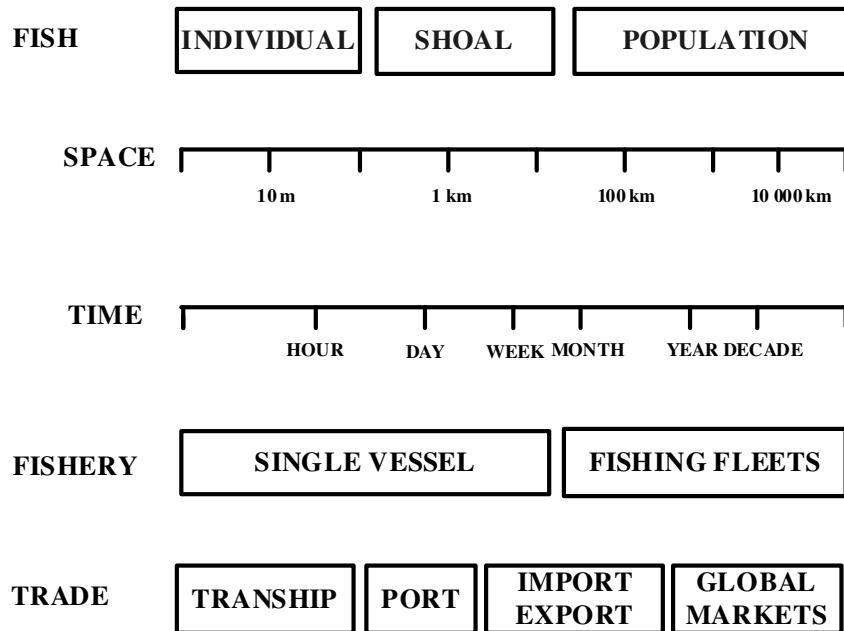 FISH INDIVIDUAL SHOAL POPULATION
SPACE
10 m 1 km 100 km 10 000 km
TIME
HOUR DAY WEEK MONTH YEAR DECADE
FISHERY SINGLE VESSEL FISHING FLEETS
TRADE TRANSHIP PORT IMPORT EXPORT GLOBAL MARKETS